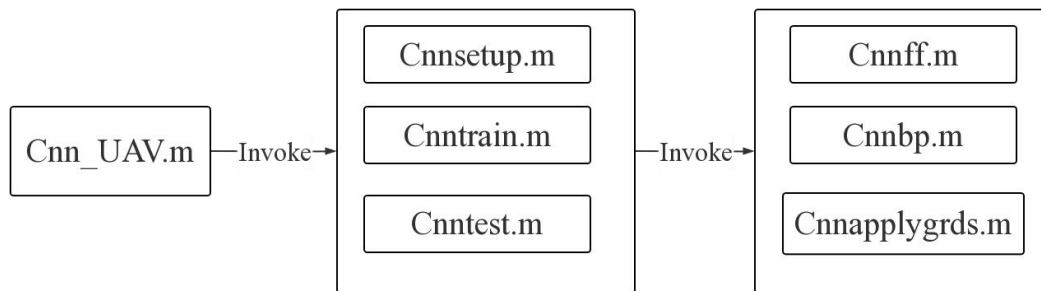 Cnn_UAV.m
Invoke
Cnnsetup.m
Cnntrain.m
Cnntest.m
Invoke
Cnnff.m
Cnnbp.m
Cnnapplygrds.m